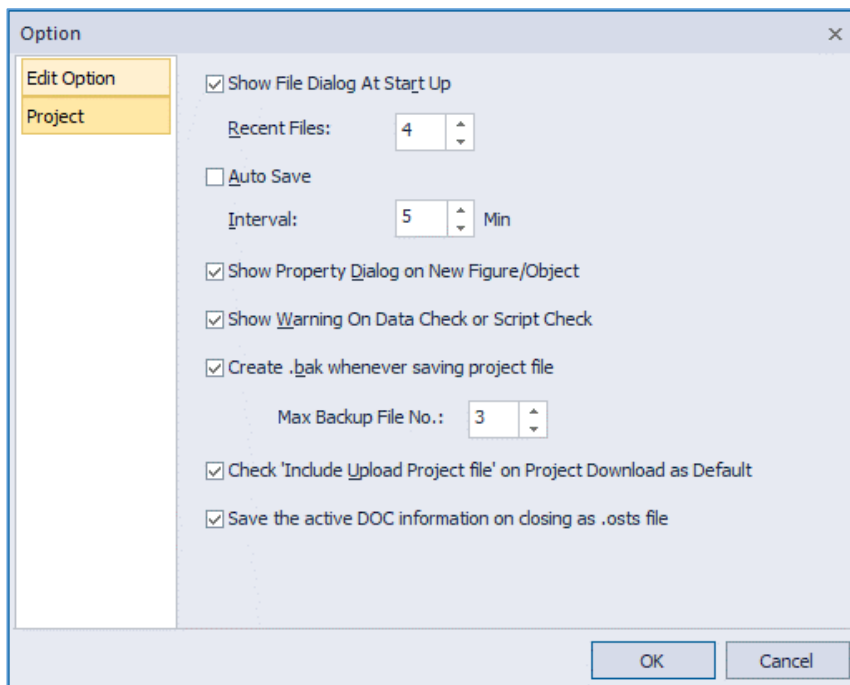 Option
Edit Option
Project
Show File Dialog At Start Up
Recent Files: 4
Auto Save
Interval: 5 Min
Show Property Dialog on New Figure/Object
Show Warning On Data Check or Script Check
Create .bak whenever saving project file
Max Backup File No.: 3
Check 'Include Upload Project file' on Project Download as Default
Save the active DOC information on closing as .osts file
OK Cancel